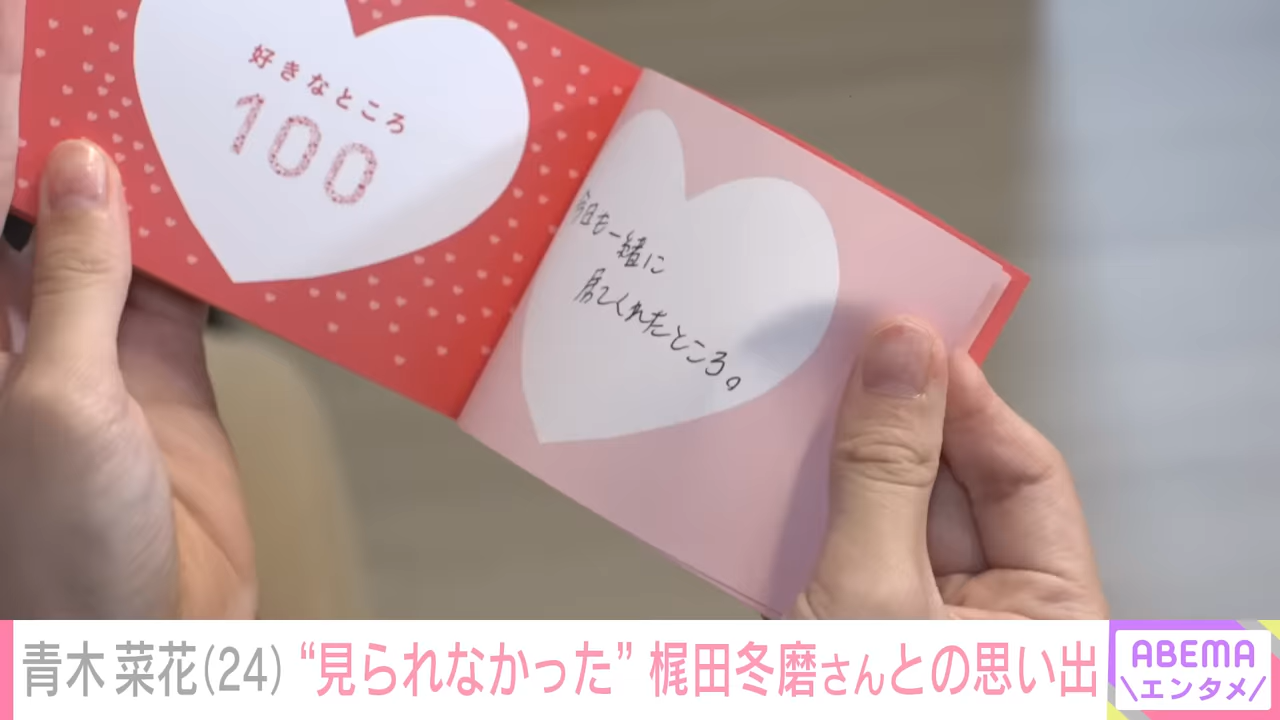 好きなところ
100
今日も一緒に
居てくれたところ。
青木 菜花(24) “見られなかった” 梶田冬磨さんとの思い出
ABEMA
\エンタメ/